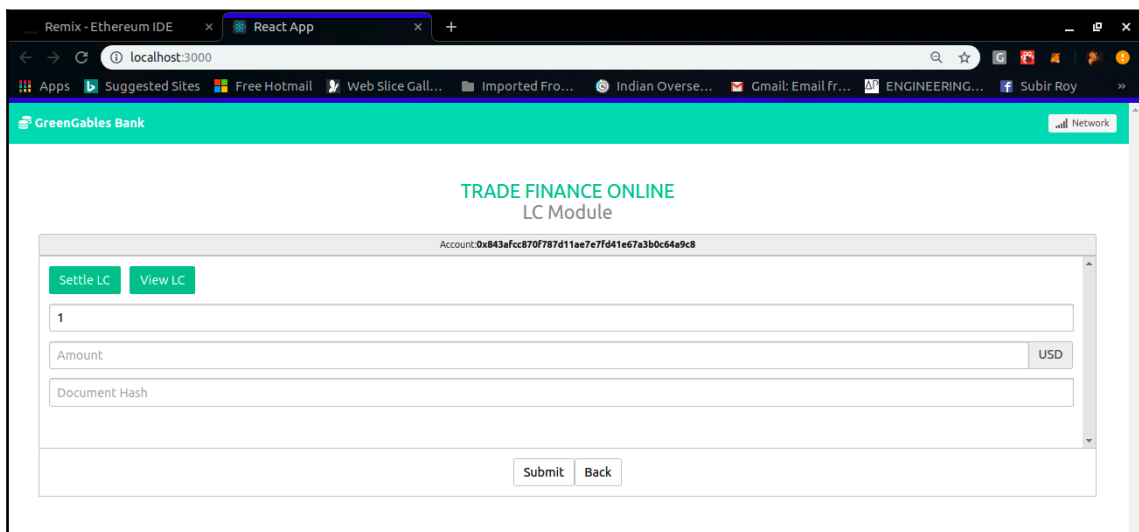 Remix - Ethereum IDE × React App × +
localhost:3000
Apps Suggested Sites Free Hotmail Web Slice Gall... Imported Fro... Indian Overse... Gmail: Email fr... ENGINEERING... Subir Roy »
GreenGables Bank Network
TRADE FINANCE ONLINE
LC Module
Account:0x843afcc870f787d11ae7e7fd41e67a3b0c64a9c8
Settle LC View LC
1
Amount USD
Document Hash
Submit Back